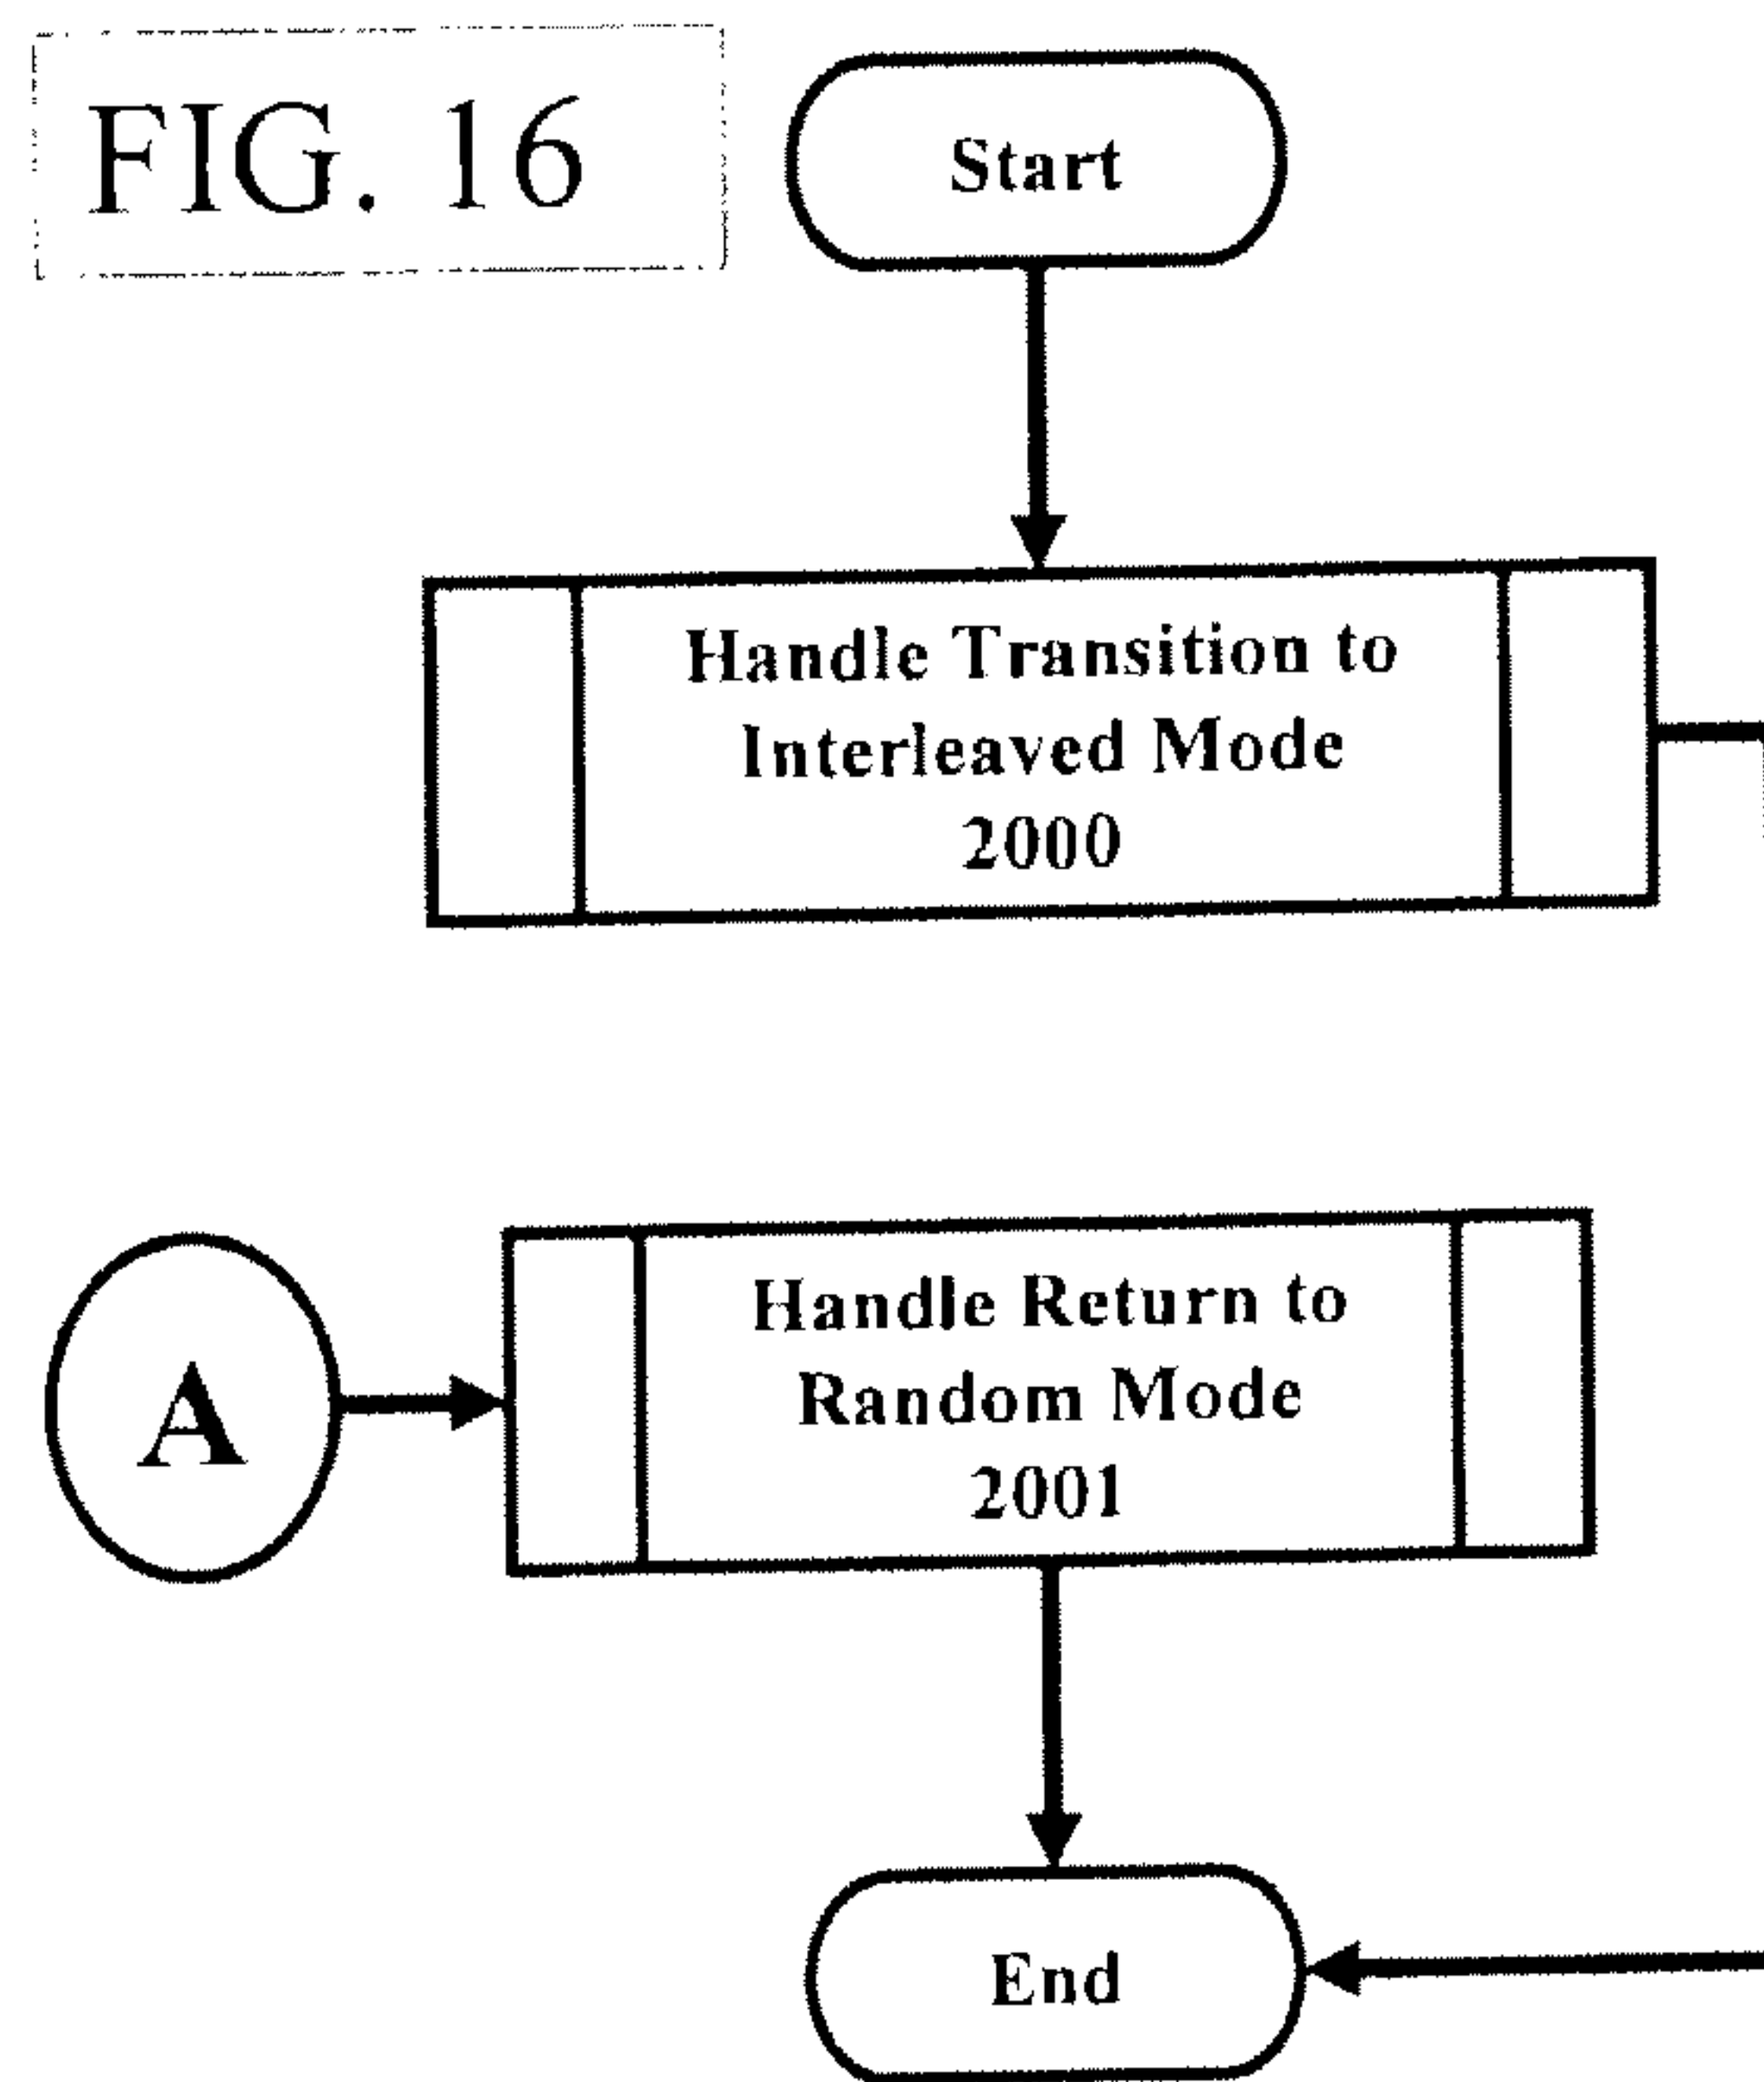 FIG. 16
Start
Handle Transition to
Interleaved Mode
2000
A
Handle Return to
Random Mode
2001
End